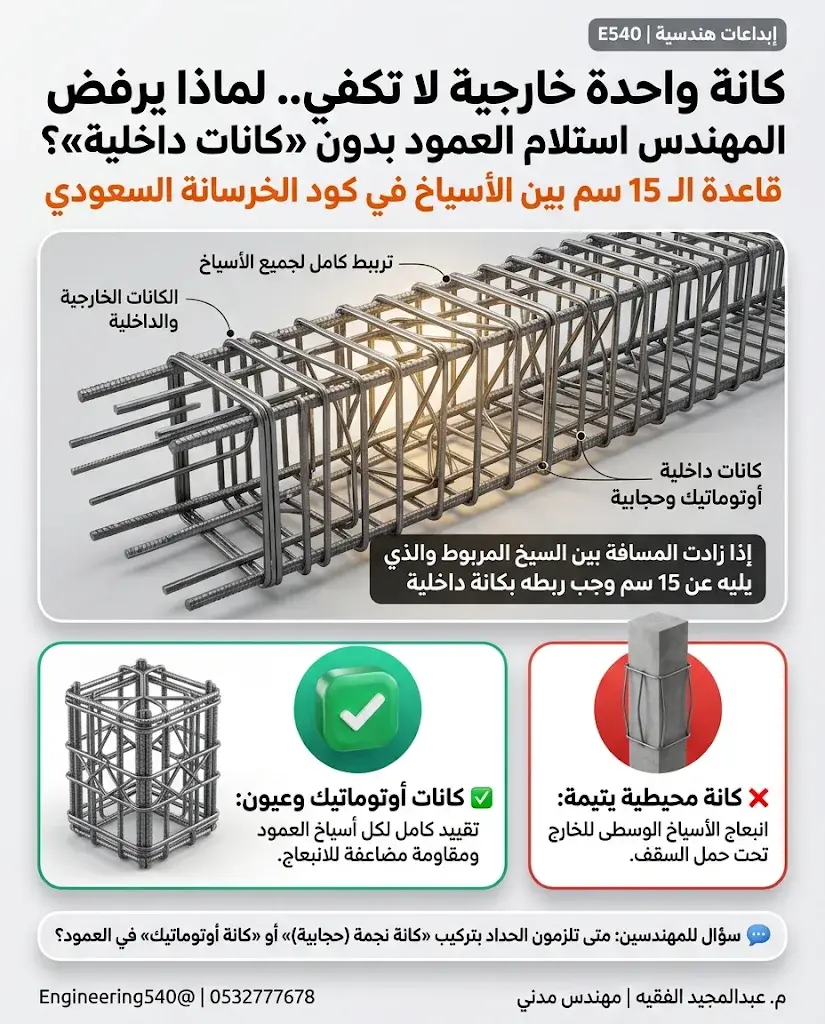 إبداعات هندسية | E540
كانة واحدة خارجية لا تكفي.. لماذا يرفض
المهندس استلام العمود بدون «كانات داخلية»؟
قاعدة الـ 15 سم بين الأسياخ في كود الخرسانة السعودي
تربيط كامل لجميع الأسياخ
الكانات الخارجية
والداخلية
كانات داخلية
أوتوماتيك وحجابية
إذا زادت المسافة بين السيخ المربوط والذي
يليه عن 15 سم وجب ربطه بكانة داخلية
❌ كانة محيطية يتيمة:
انبعاج الأسياخ الوسطى للخارج
تحت حمل السقف.
✅ كانات أوتوماتيك وعيون:
تقييد كامل لكل أسياخ العمود
ومقاومة مضاعفة للانبعاج.
💬 سؤال للمهندسين: متى تلزمون الحداد بتركيب «كانة نجمة (حجابية)» أو «كانة أوتوماتيك» في العمود؟
م. عبدالمجيد الفقيه | مهندس مدني
0532777678 | @Engineering540